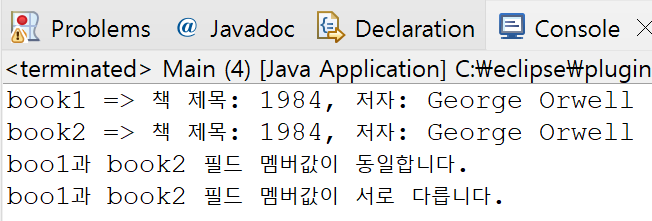 Problems @ Javadoc Declaration Console
<terminated> Main (4) [Java Application] C:₩eclipse₩plugin
book1 => 책 제목: 1984, 저자: George Orwell
book2 => 책 제목: 1984, 저자: George Orwell
boo1과 book2 필드 멤버값이 동일합니다.
boo1과 book2 필드 멤버값이 서로 다릅니다.